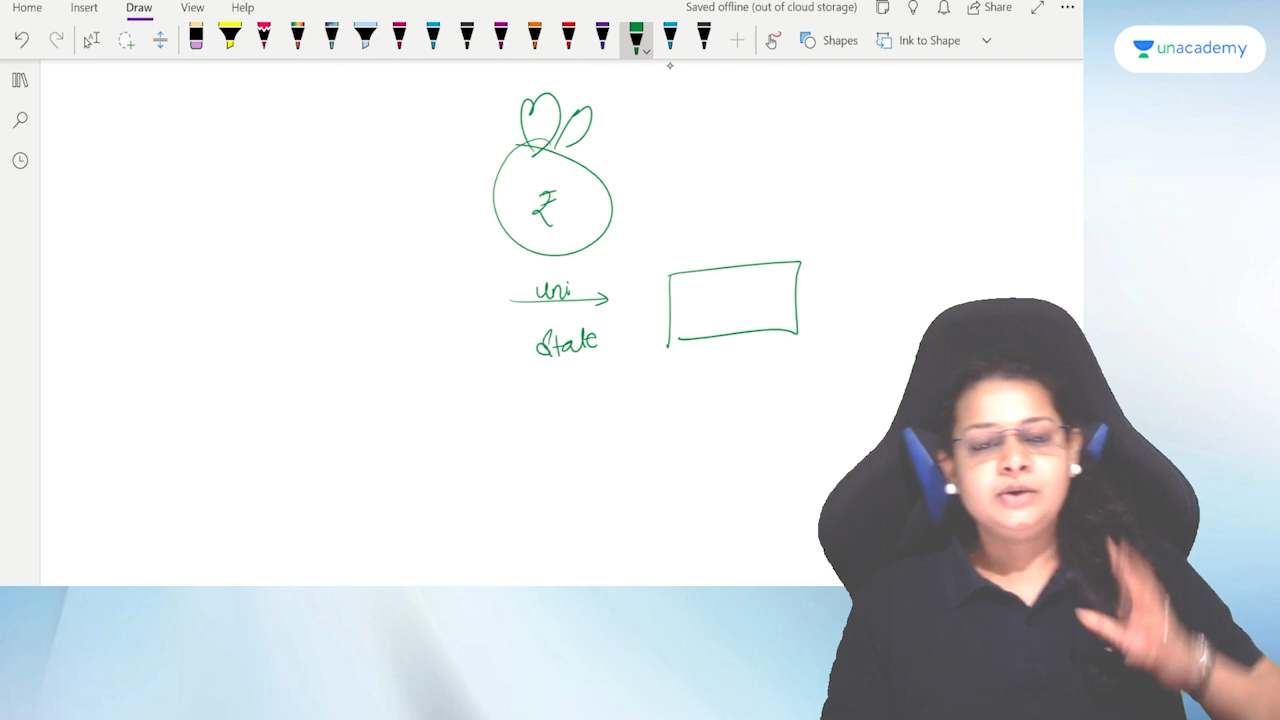 Home Insert Draw View Help Saved offline (out of cloud storage) Share
Shapes Ink to Shape
unacademy
₹
uni
State